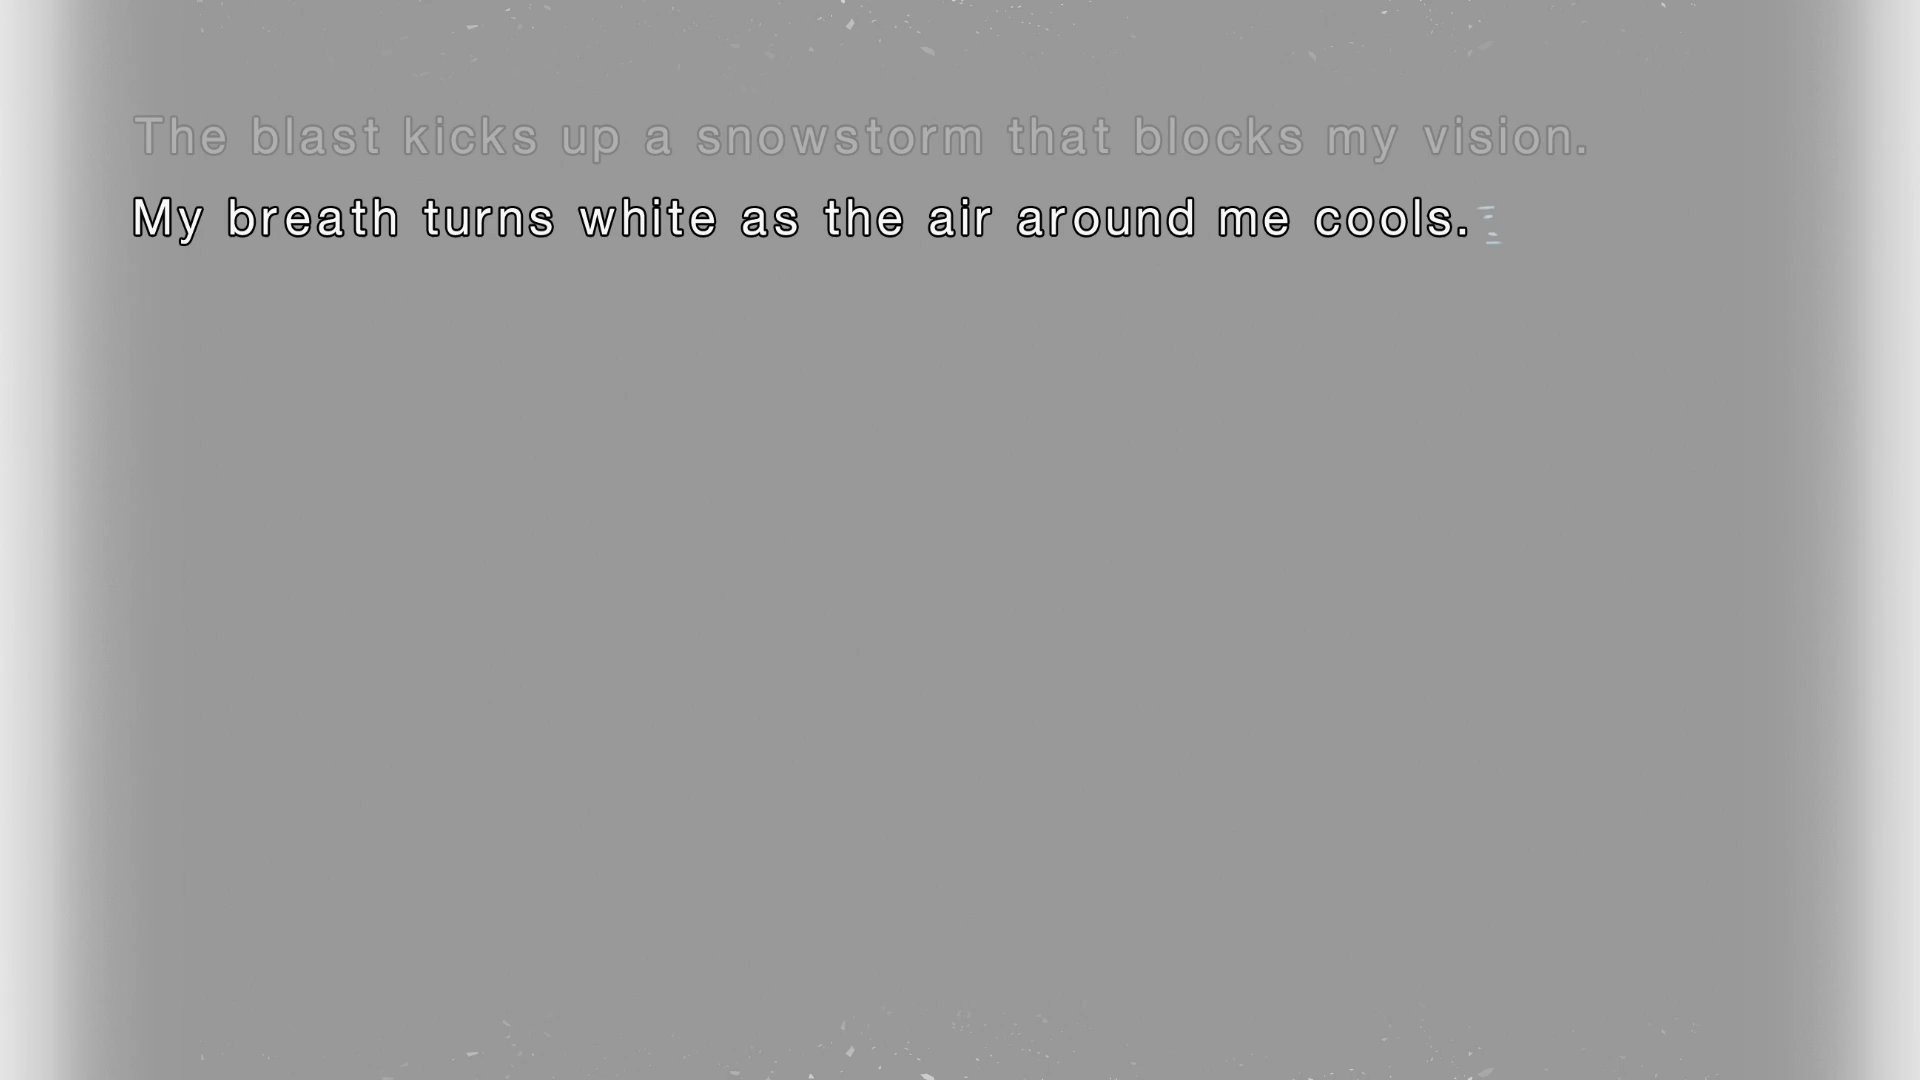 The blast kicks up a snowstorm that blocks my vision.
My breath turns white as the air around me cools.